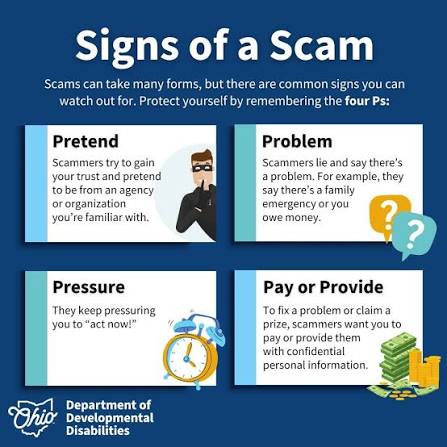 Signs of a Scam
Scams can take many forms, but there are common signs you can
watch out for. Protect yourself by remembering the four Ps:
Pretend
Scammers try to gain
your trust and pretend
to be from an agency
or organization
you're familiar with.
Problem
Scammers lie and say there's
a problem. For example, they
say there's a family
emergency or you
owe money.
?
?
Pressure
They keep pressuring
you to "act now!"
Pay or Provide
To fix a problem or claim a
prize, scammers want you to
pay or provide them
with confidential
personal information.
Ohio
Department of
Developmental
Disabilities